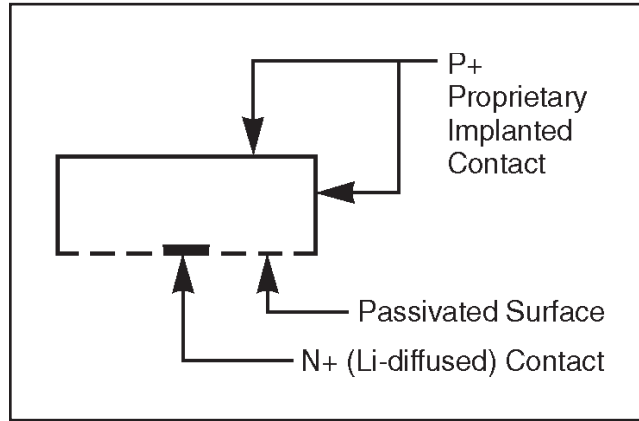 P+
Proprietary
Implanted
Contact
Passivated Surface
N+ (Li-diffused) Contact